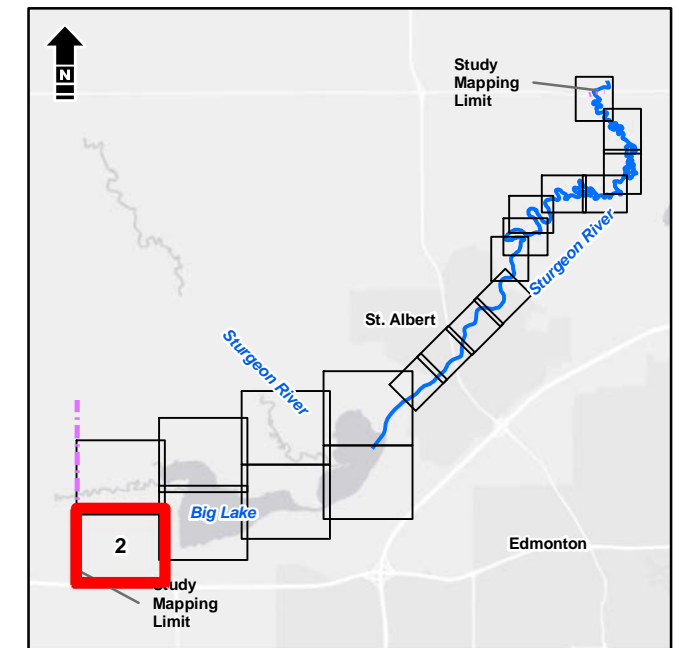 N
Study
Mapping
Limit
Sturgeon River
St. Albert
Sturgeon River
Big Lake
2
Edmonton
Study
Mapping
Limit